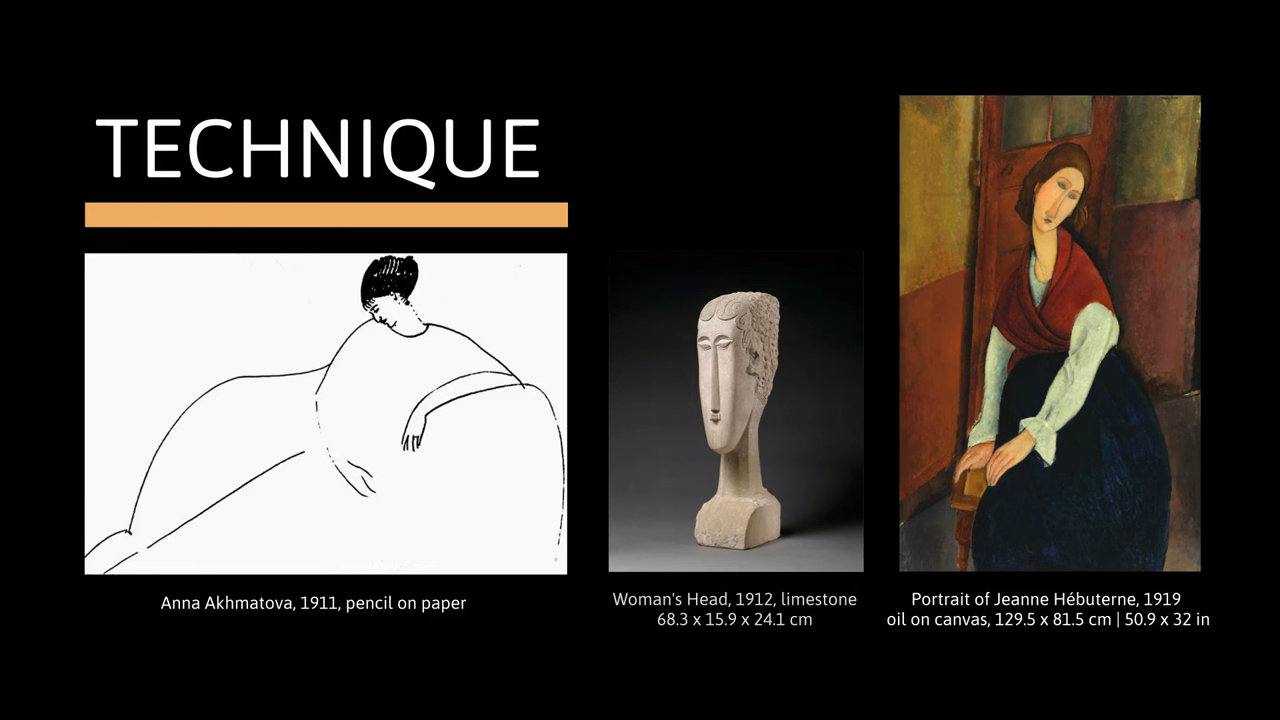 TECHNIQUE
Anna Akhmatova, 1911, pencil on paper
Woman's Head, 1912, limestone
68.3 x 15.9 x 24.1 cm
Portrait of Jeanne Hébuterne, 1919
oil on canvas, 129.5 x 81.5 cm | 50.9 x 32 in